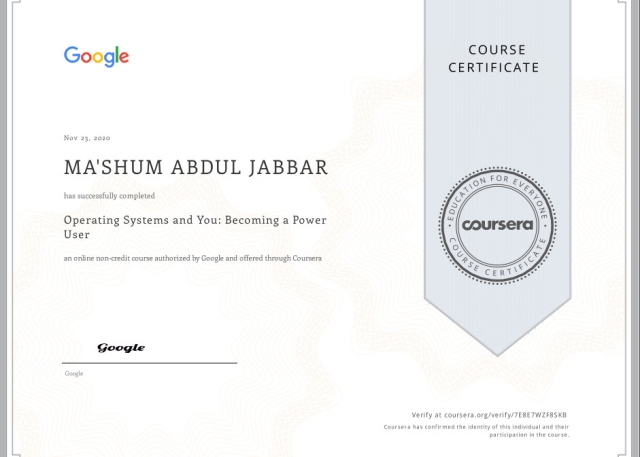 Google
COURSE
CERTIFICATE
Nov 23, 2020
MA'SHUM ABDUL JABBAR
has successfully completed
Operating Systems and You: Becoming a Power
User
an online non-credit course authorized by Google and offered through Coursera
EDUCATION FOR EVERYONE
coursera
COURSE CERTIFICATE
Google
Google
Verify at coursera.org/verify/7E8E7WZF8SKB
Coursera has confirmed the identity of this individual and their
participation in the course.